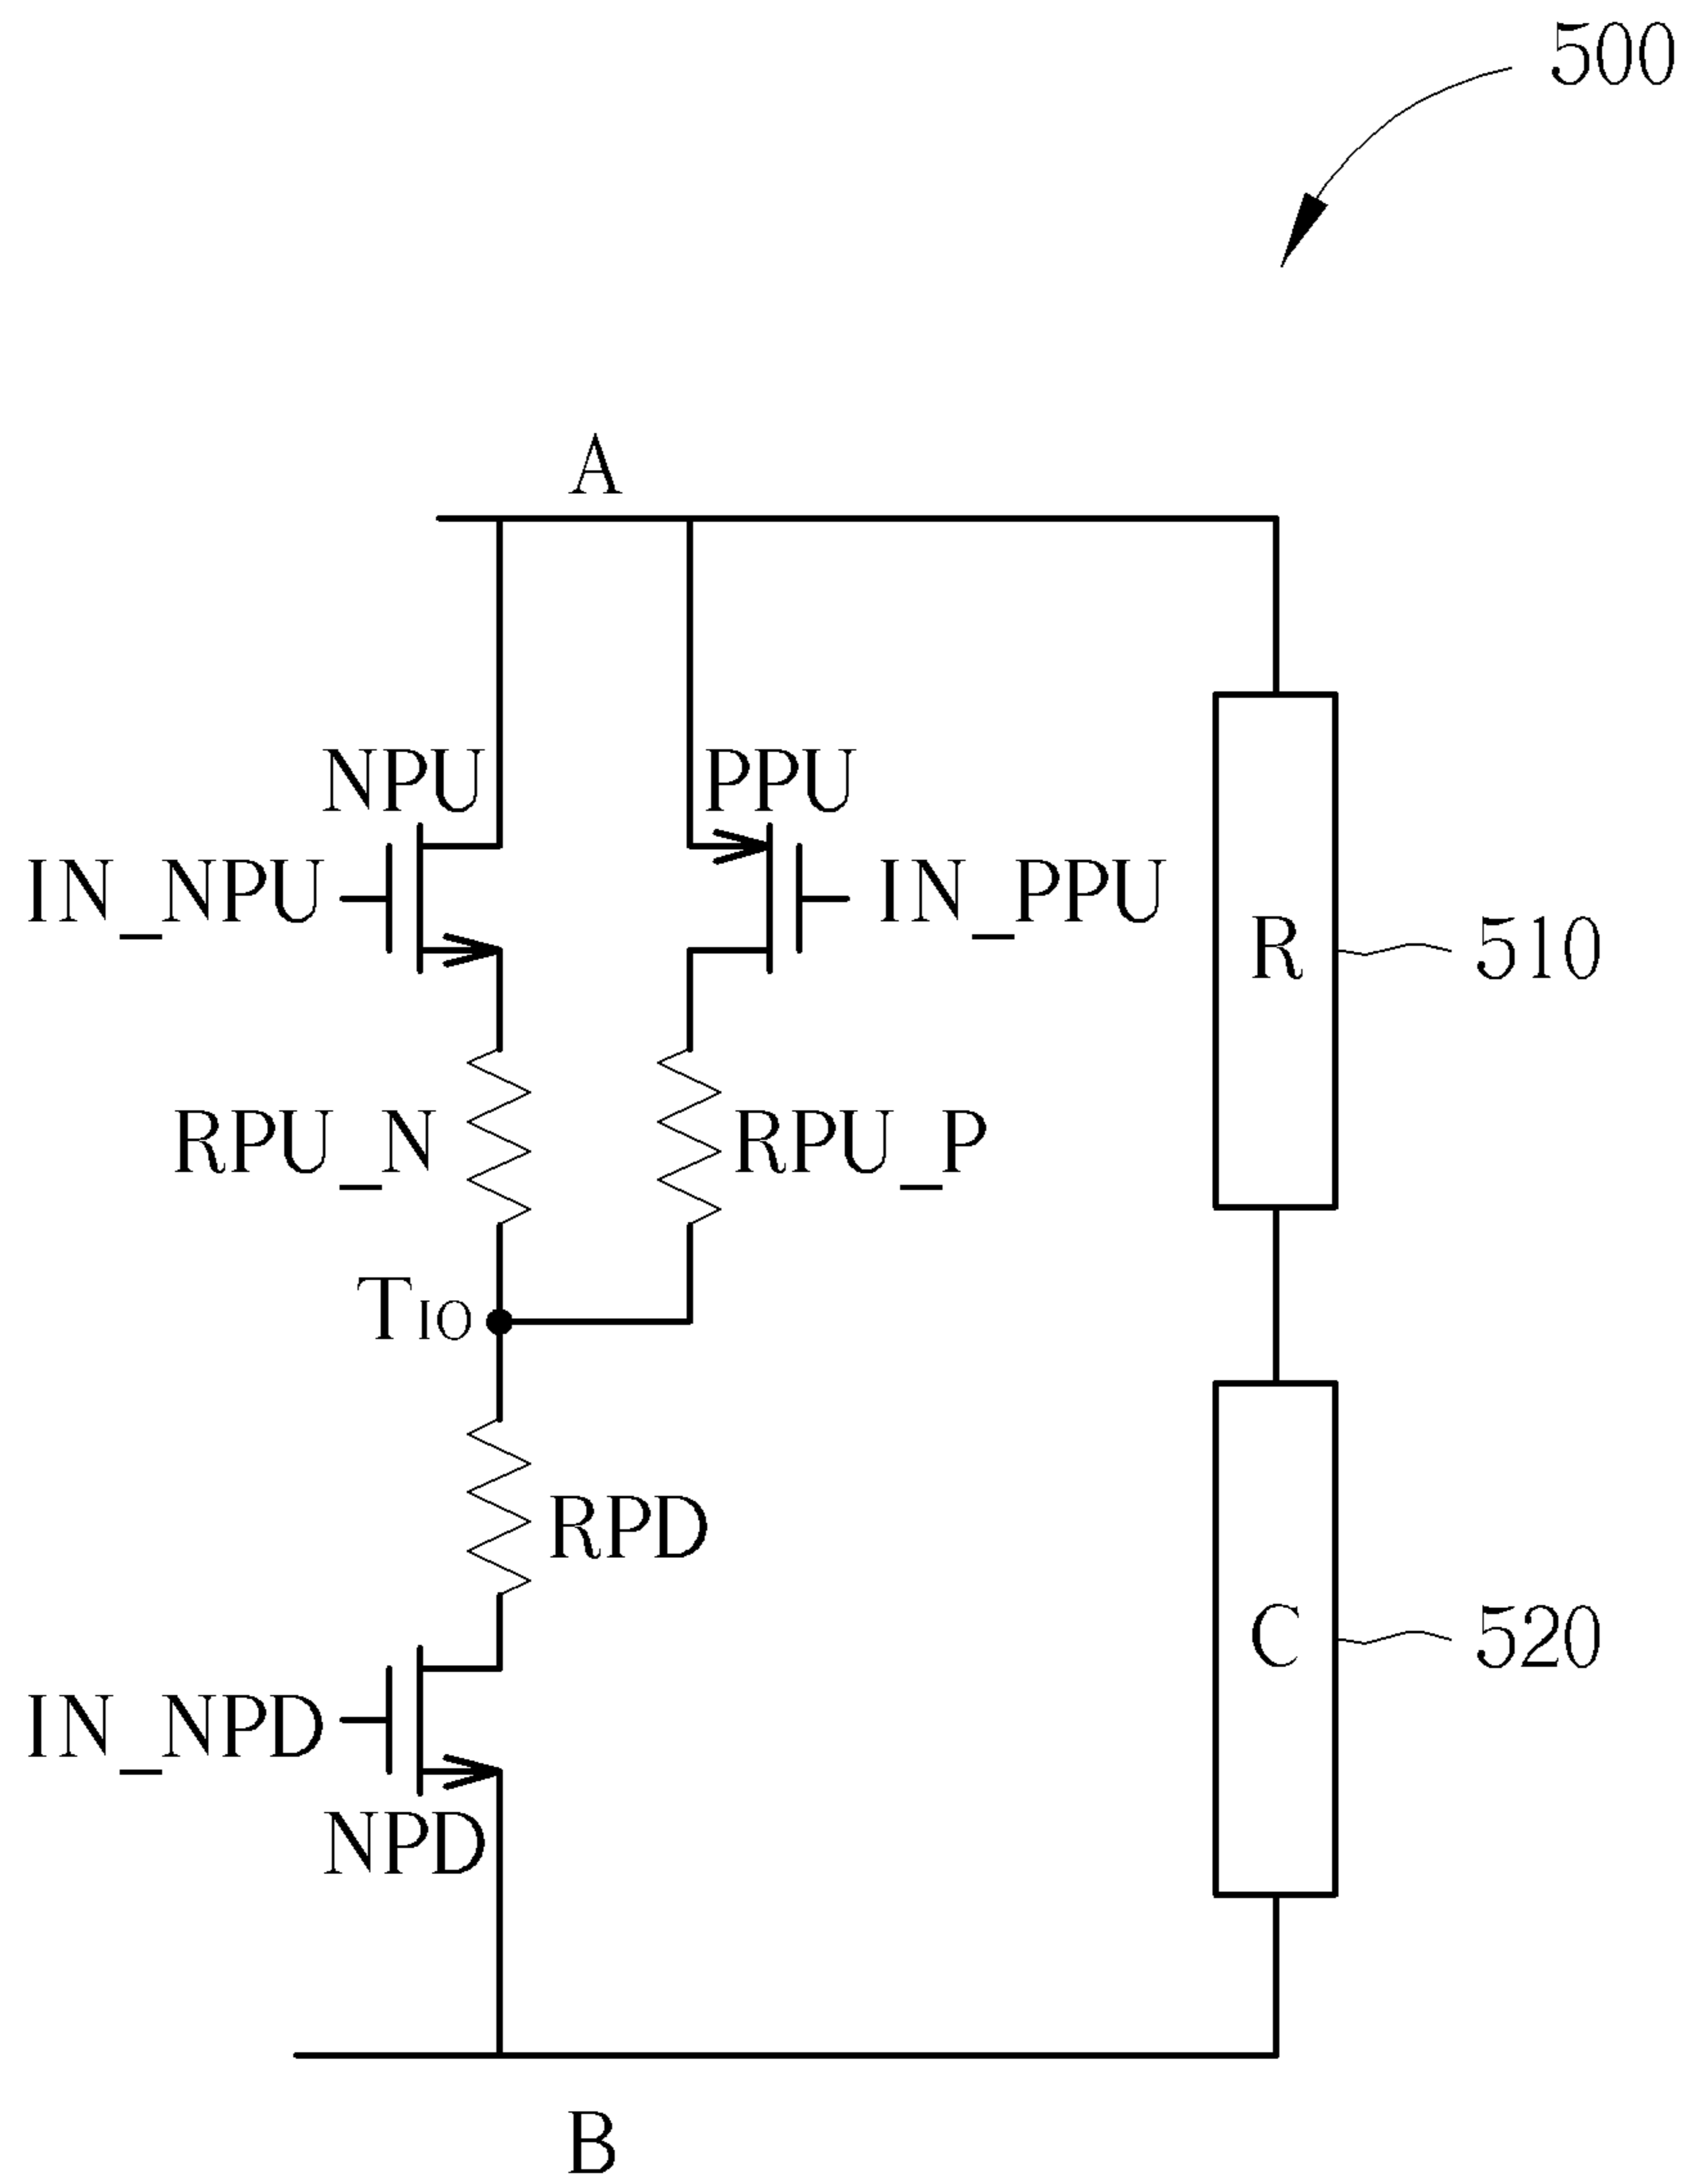 500
A
NPU
PPU
IN_NPU
IN_PPU
R
510
RPU_N
RPU_P
TIO
RPD
C
520
IN_NPD
NPD
B